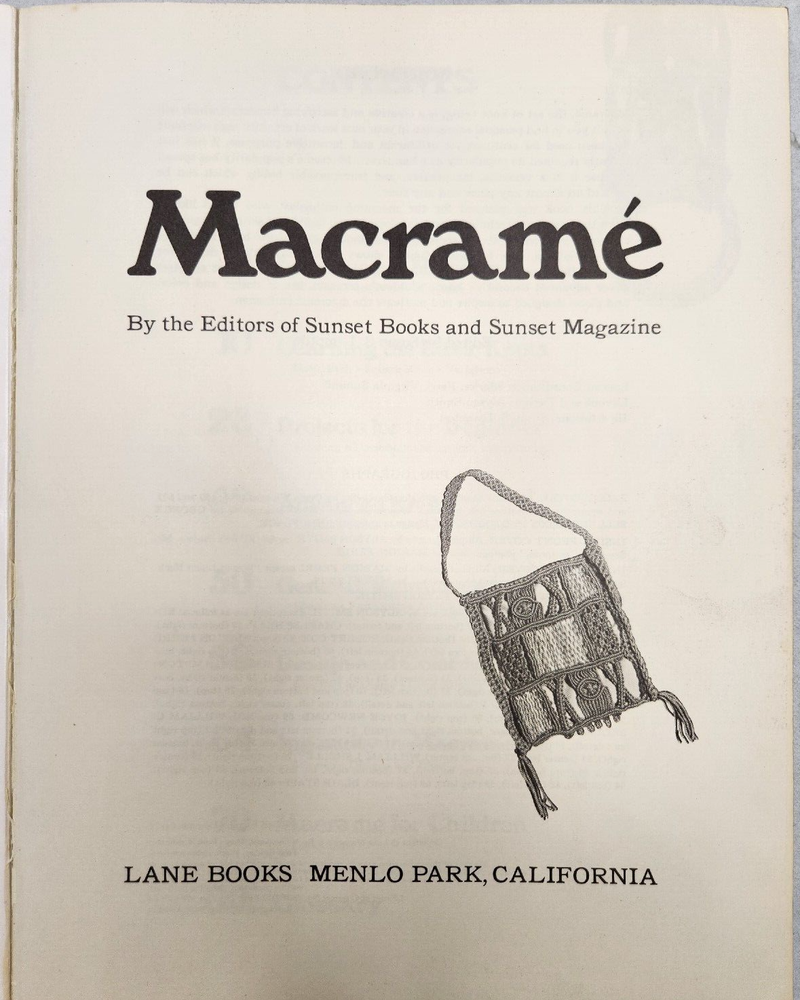 Macramé
By the Editors of Sunset Books and Sunset Magazine
LANE BOOKS MENLO PARK, CALIFORNIA